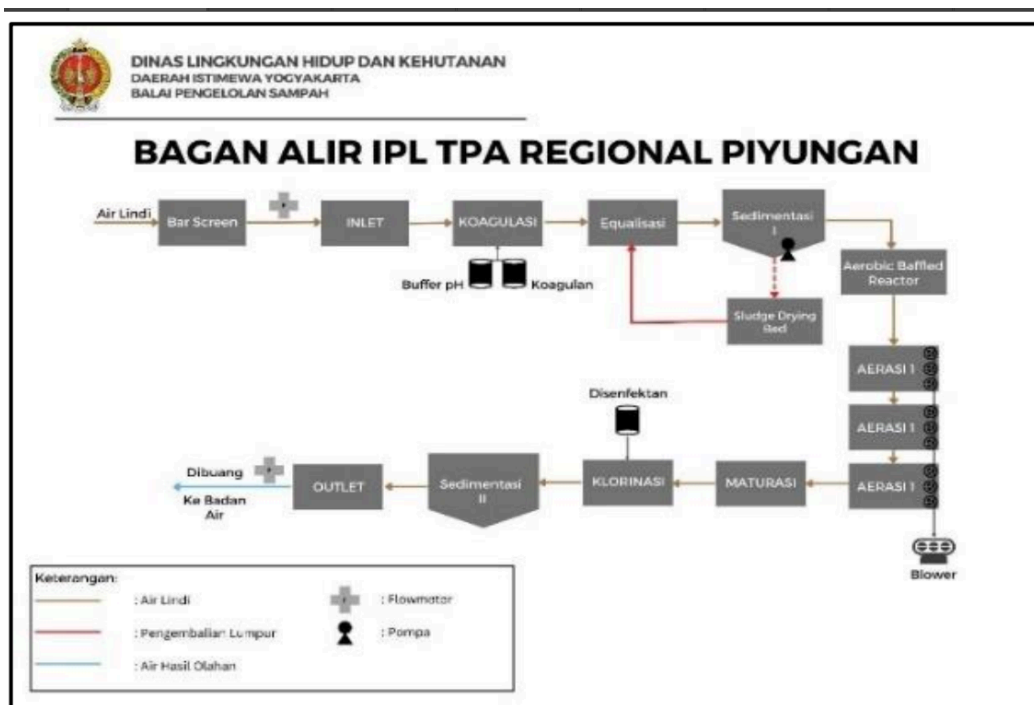 DINAS LINGKUNGAN HIDUP DAN KEHUTANAN
DAERAH ISTIMEWA YOGYAKARTA
BALAI PENGELOLAN SAMPAH
BAGAN ALIR IPL TPA REGIONAL PIYUNGAN
Air Lindi
Bar Screen
INLET
KOAGULASI
Equalisasi
Sedimentasi
I
Buffer pH
Koagulan
Aerobic Baffled
Reactor
Sludge Drying
Bed
AERASI 1
AERASI 1
AERASI 1
Blower
MATURASI
Disenfektan
KLORINASI
Sedimentasi
II
OUTLET
Dibuang
Ke Badan
Air
Keterangan:
: Air Lindi
: Pengembalian Lumpur
: Air Hasil Olahan
: Flowmator
: Pompa